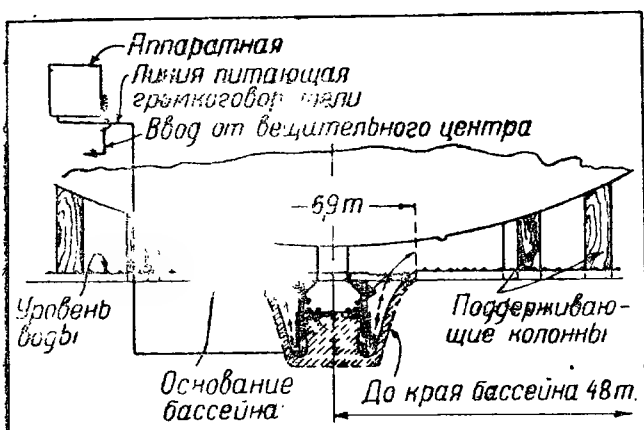 Аппаратная
Линия питающая
громкоговор тели
Ввод от вещательного центра
6,9 m
Уровень
воды
Поддерживаю-
щие колонны
Основание
бассейна
До края бассейна 48 m.